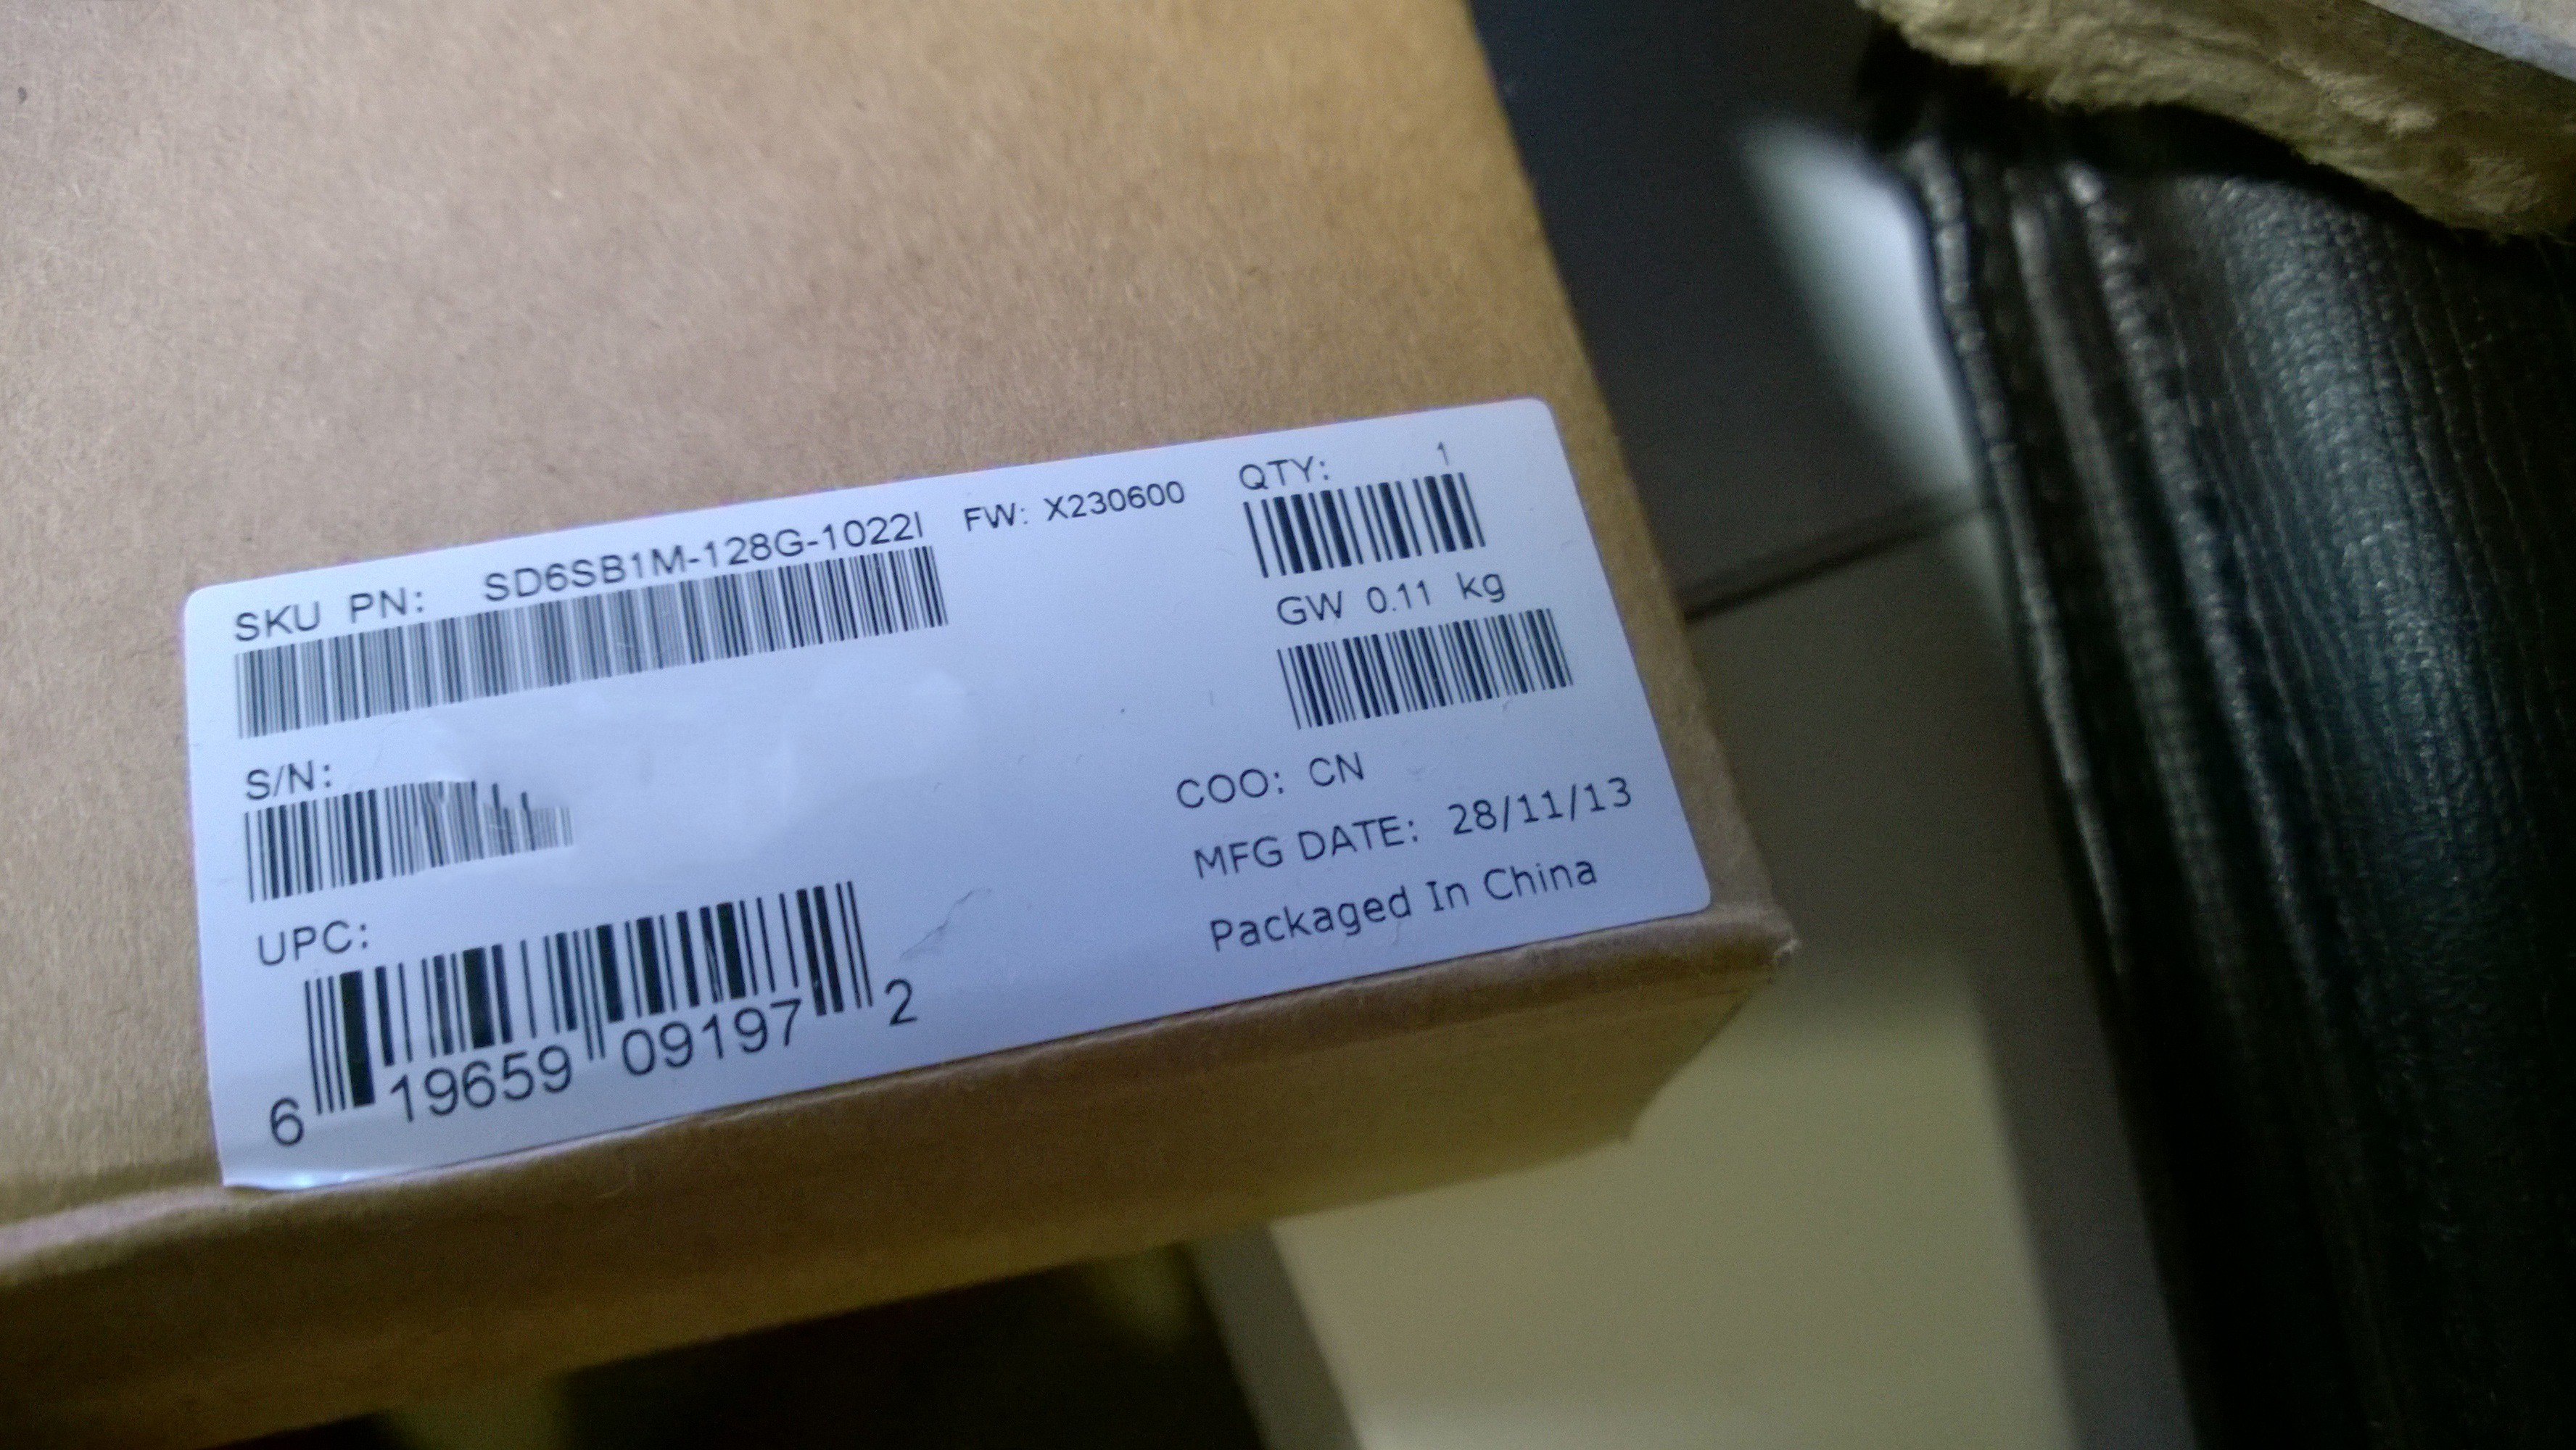 SKU PN: SD6SB1M-128G-1022I FW: X230600
QTY: 1
GW 0.11 kg
S/N:
COO: CN
MFG DATE: 28/11/13
Packaged In China
UPC:
6 19659 09197 2